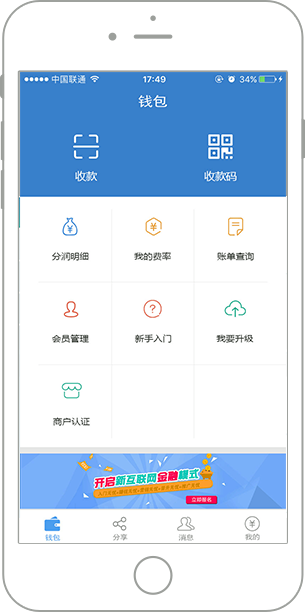 中国联通 17:49 34%
钱包
收款 收款码
分润明细 我的费率 账单查询
会员管理 新手入门 我要升级
商户认证
开启新互联网金融模式
立即报名
钱包 分享 消息 我的